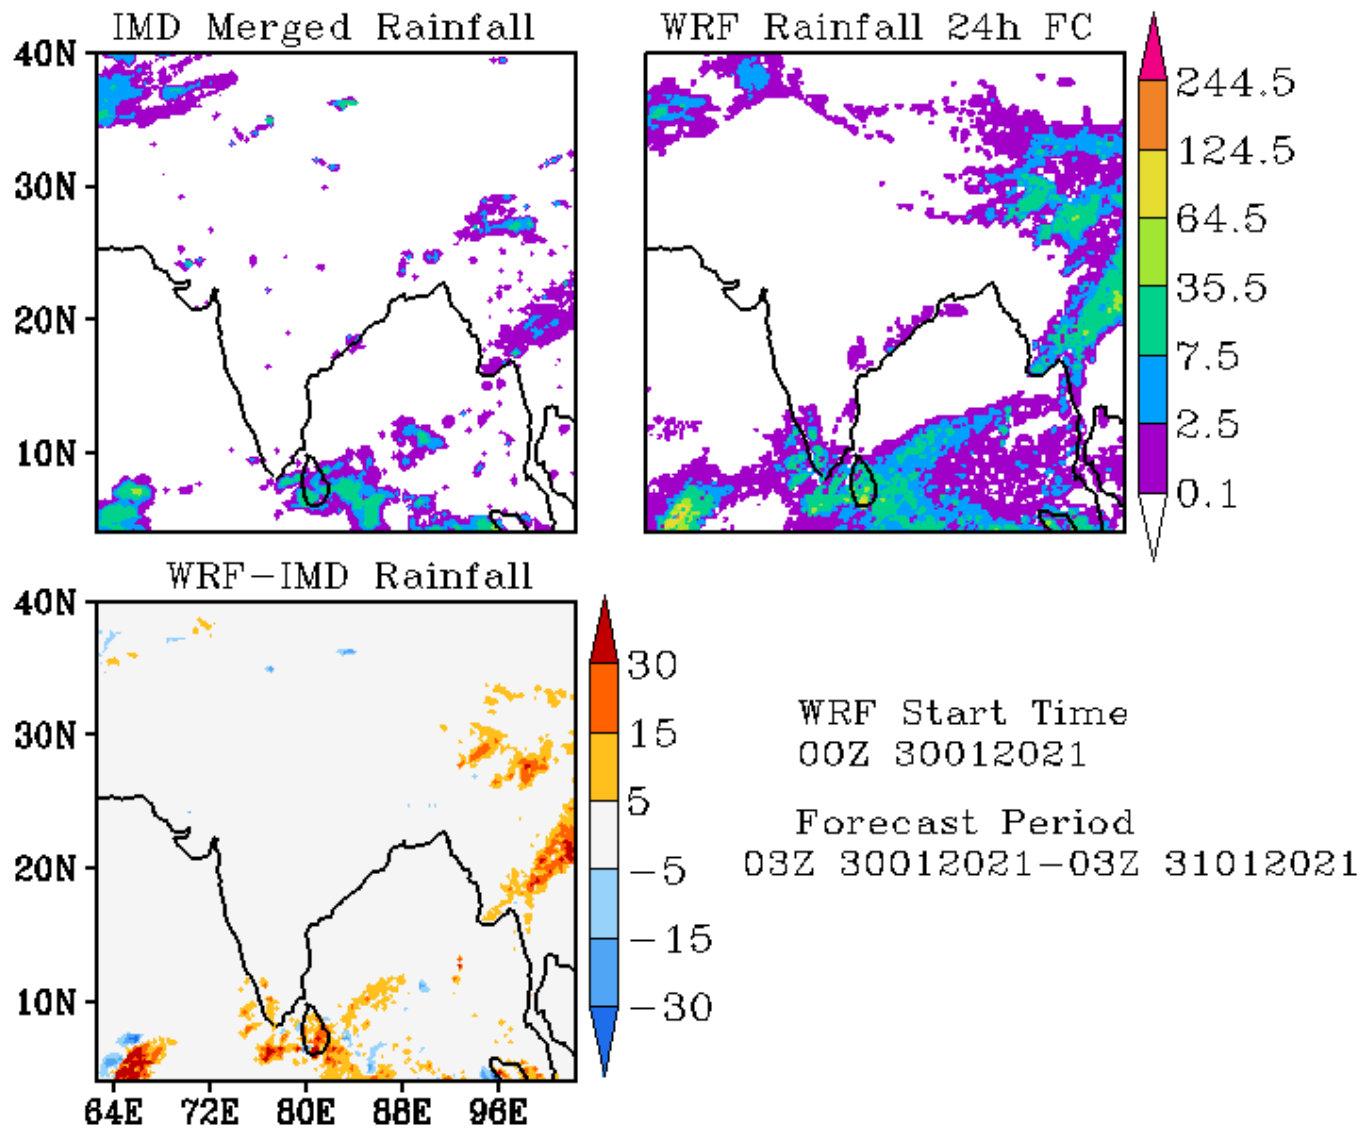 IMD Merged Rainfall
WRF Rainfall 24h FC
40N
30N
20N
10N
244.5
124.5
64.5
35.5
7.5
2.5
0.1
WRF-IMD Rainfall
40N
30N
20N
10N
64E 72E 80E 88E 96E
30
15
5
-5
-15
-30
WRF Start Time
00Z 30012021
Forecast Period
03Z 30012021-03Z 31012021